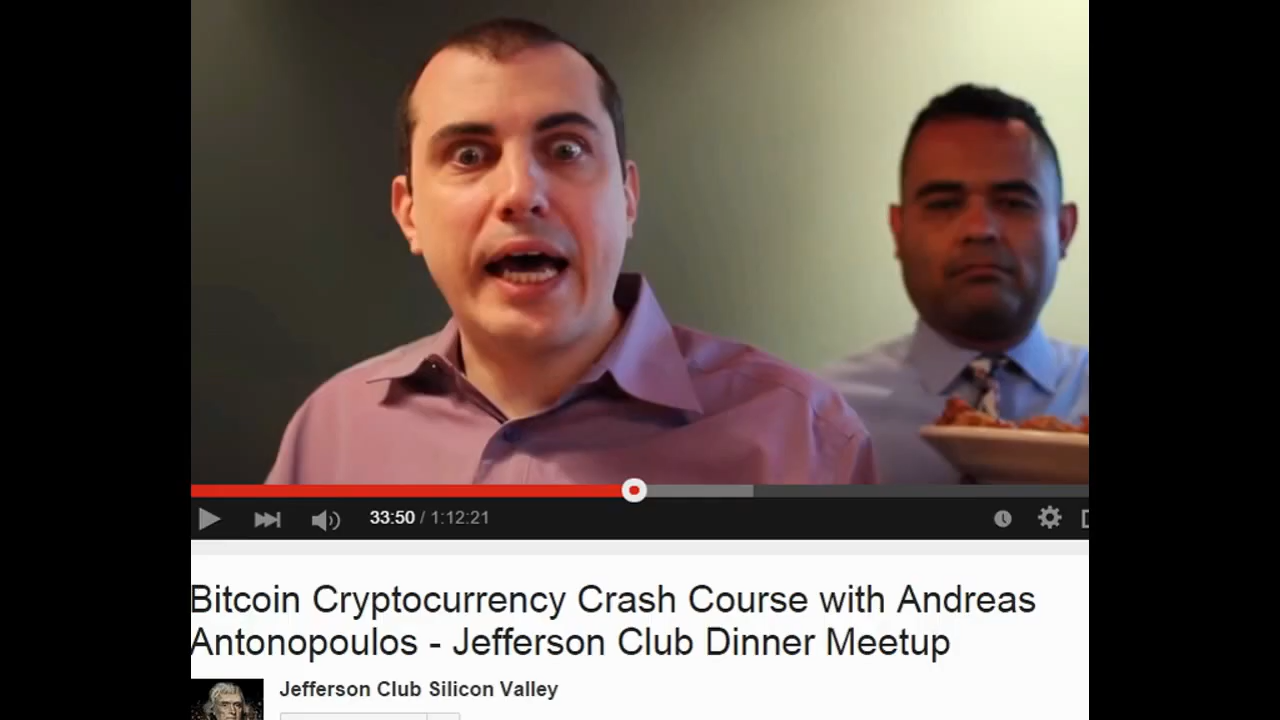 33:50 / 1:12:21
Bitcoin Cryptocurrency Crash Course with Andreas
Antonopoulos - Jefferson Club Dinner Meetup
Jefferson Club Silicon Valley